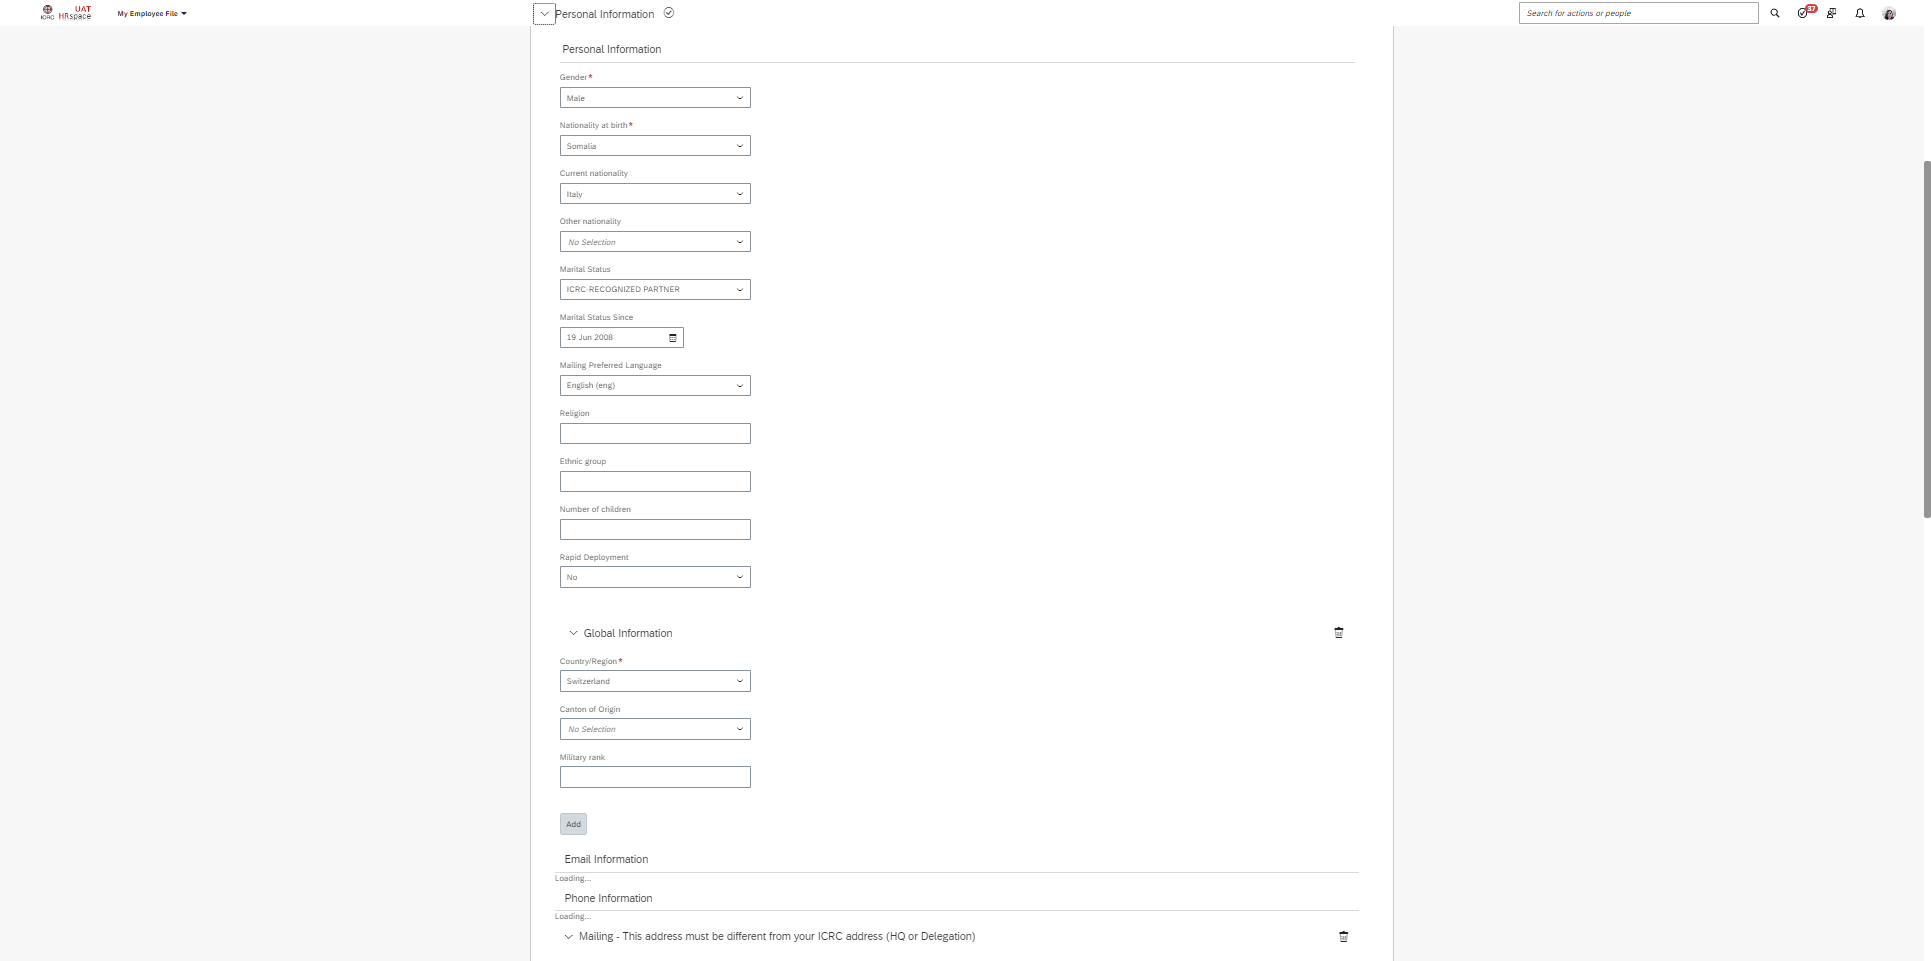 ICRC
UAT
HRspace
My Employee File
Personal Information
Search for actions or people
37
Personal Information
Gender*
Male
Nationality at birth*
Somalia
Current nationality
Italy
Other nationality
No Selection
Marital Status
ICRC-RECOGNIZED PARTNER
Marital Status Since
19 Jun 2008
Mailing Preferred Language
English (eng)
Religion
Ethnic group
Number of children
Rapid Deployment
No
Global Information
Country/Region*
Switzerland
Canton of Origin
No Selection
Military rank
Add
Email Information
Loading...
Phone Information
Loading...
Mailing - This address must be different from your ICRC address (HQ or Delegation)